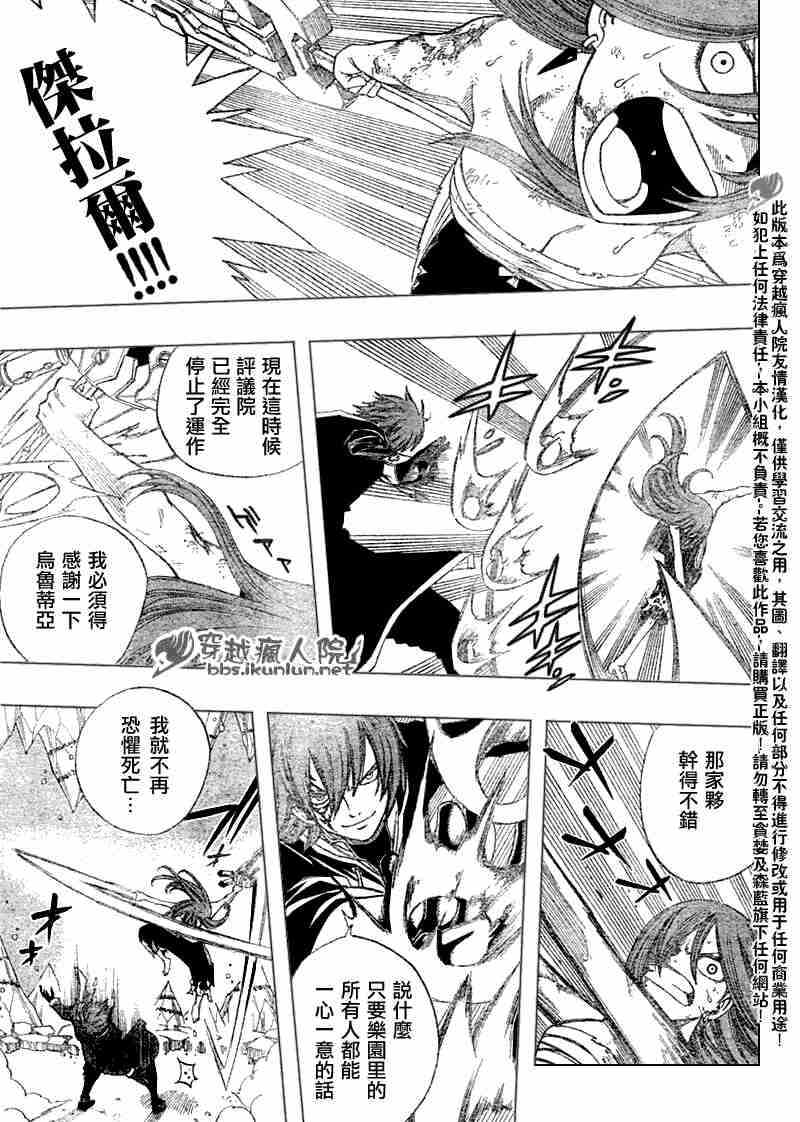 傑拉爾!!!!
現在這時候
評議院
已經完全
停止了運作
我必須得
感謝一下
烏魯蒂亞
穿越瘋人院
bbs.ikunlun.net
那家夥
幹得不錯
說什麼
只要樂園里的
所有人都能
一心一意的話
我就不再
恐懼死亡…
此版本爲穿越瘋人院友情漢化，僅供學習交流之用，其圖、翻譯以及任何部分不得進行修改或用于任何商業用途！
如犯上任何法律責任，本小組概不負責。若您喜歡此作品，請購買正版！請勿轉至貪婪及森藍旗下任何網站！